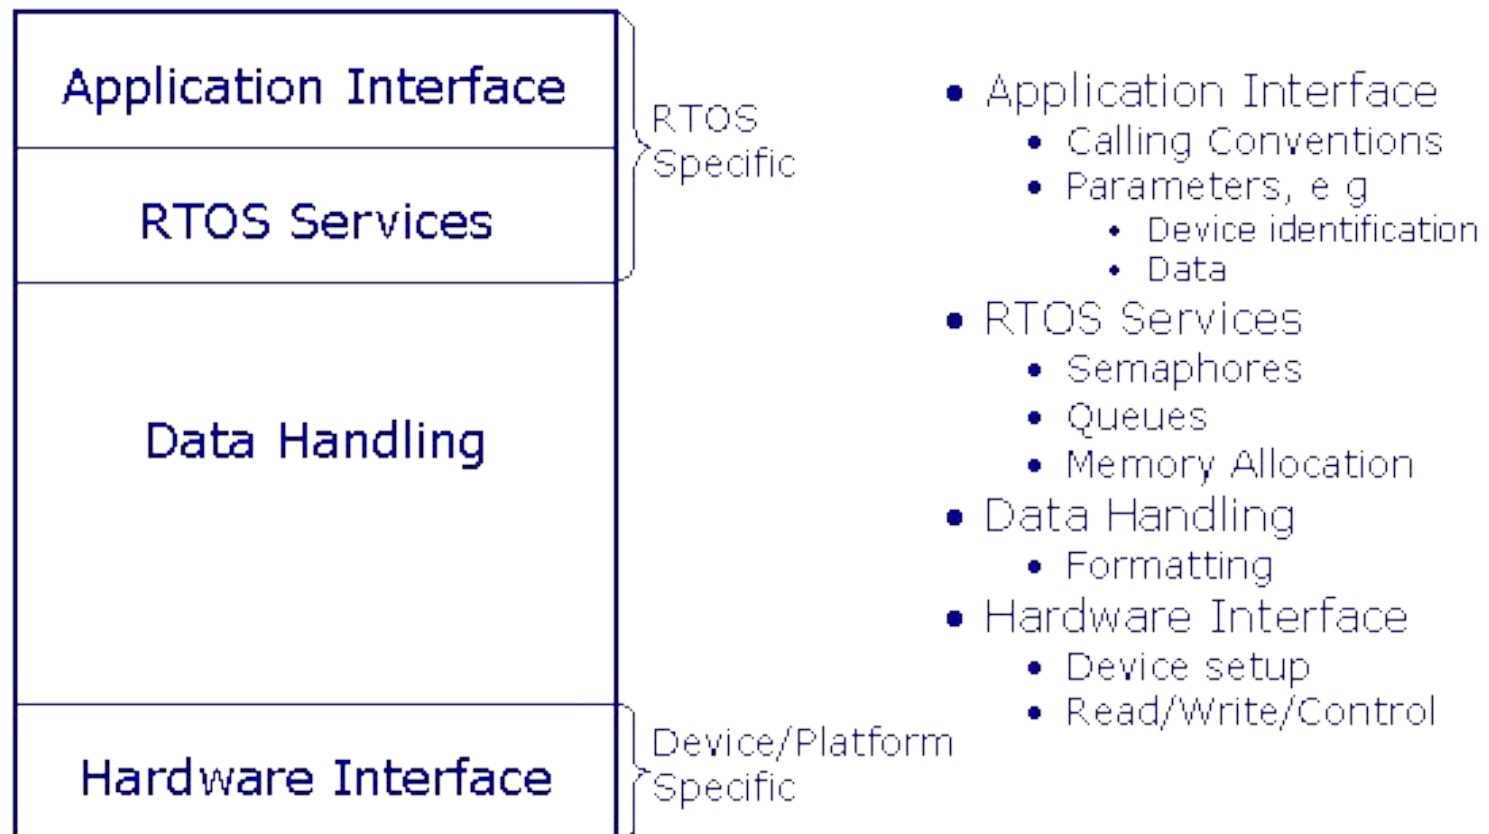 Application Interface
RTOS Services
Data Handling
Hardware Interface
RTOS
Specific
Device/Platform
Specific
• Application Interface
• Calling Conventions
• Parameters, e g
• Device identification
• Data
• RTOS Services
• Semaphores
• Queues
• Memory Allocation
• Data Handling
• Formatting
• Hardware Interface
• Device setup
• Read/Write/Control